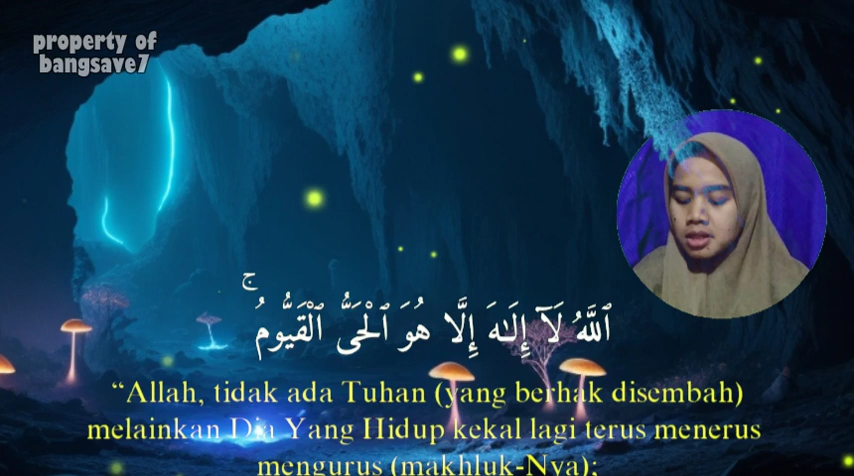 property of
bangsave7
ٱللَّهُ لَآ إِلَـٰهَ إِلَّا هُوَ ٱلْحَىُّ ٱلْقَيُّومُ ۚ
“Allah, tidak ada Tuhan (yang berhak disembah)
melainkan Dia Yang Hidup kekal lagi terus menerus
mengurus (makhluk-Nya);